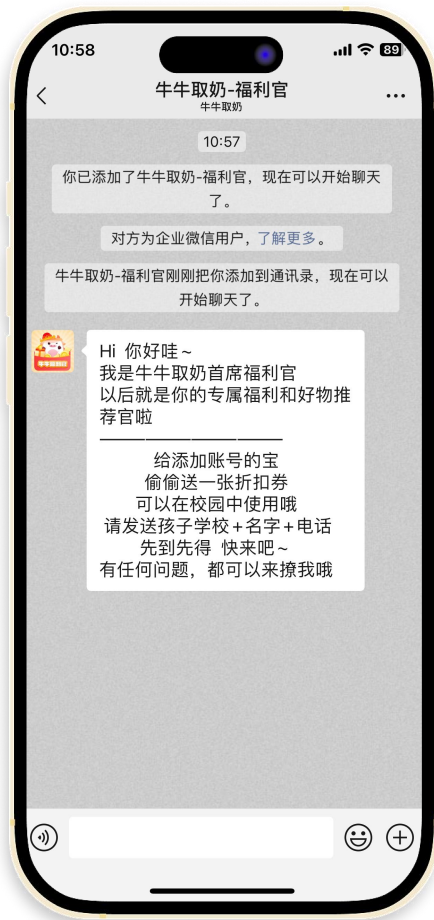 10:58
89
牛牛取奶-福利官
牛牛取奶
10:57
你已添加了牛牛取奶-福利官，现在可以开始聊天
了。
对方为企业微信用户，了解更多。
牛牛取奶-福利官刚刚把你添加到通讯录，现在可以
开始聊天了。
Hi 你好哇~
我是牛牛取奶首席福利官
以后就是你的专属福利和好物推
荐官啦
————————————
给添加账号的宝
偷偷送一张折扣券
可以在校园中使用哦
请发送孩子学校+名字+电话
先到先得 快来吧~
有任何问题，都可以来撩我哦